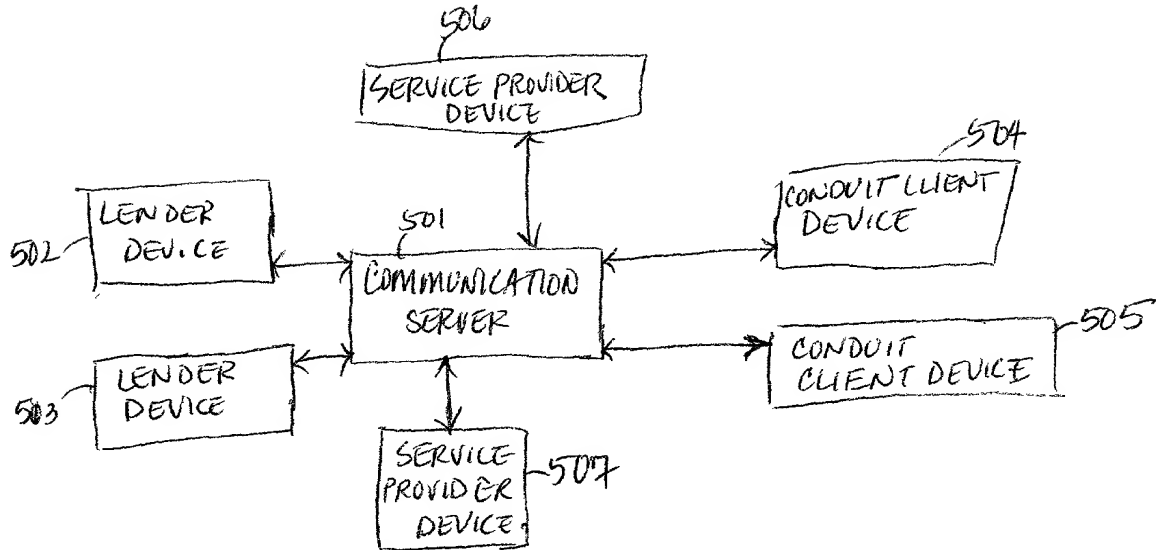 506
SERVICE PROVIDER
DEVICE
504
CONDUIT CLIENT
DEVICE
502
LENDER
DEVICE
501
COMMUNICATION
SERVER
505
CONDUIT
CLIENT DEVICE
503
LENDER
DEVICE
507
SERVICE
PROVIDER
DEVICE.